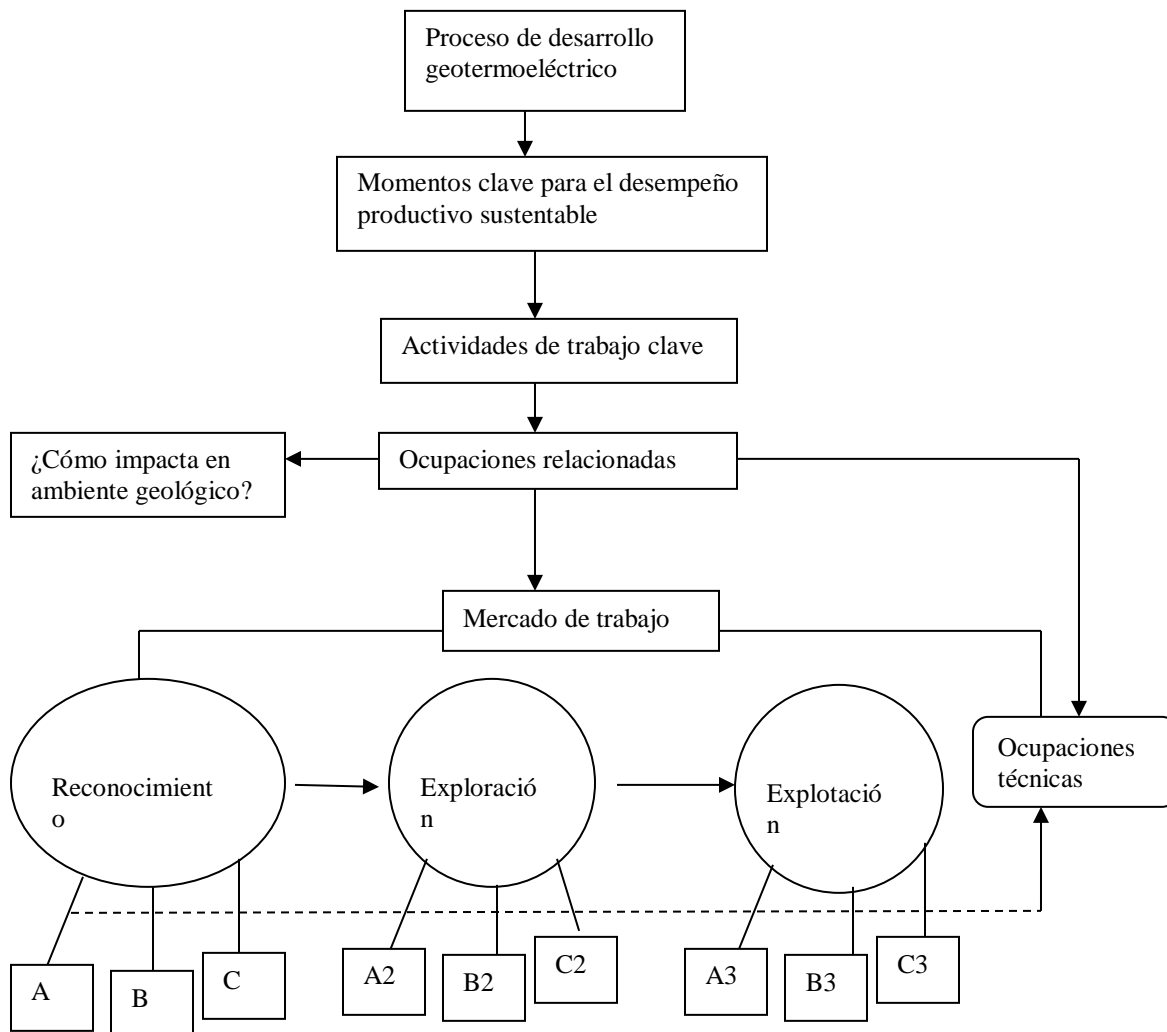 Proceso de desarrollo
geotermoeléctrico
Momentos clave para el desempeño
productivo sustentable
Actividades de trabajo clave
¿Cómo impacta en
ambiente geológico?
Ocupaciones relacionadas
Mercado de trabajo
Reconocimient
o
Exploració
n
Explotació
n
Ocupaciones
técnicas
A
B
C
A2
B2
C2
A3
B3
C3